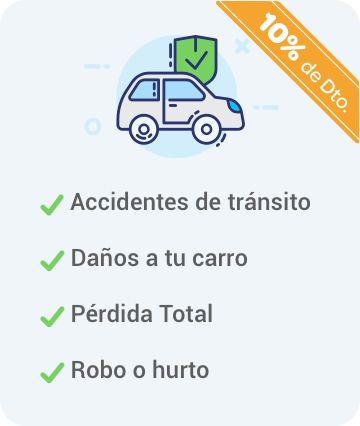 10% de Dto.
Accidentes de tránsito
Daños a tu carro
Pérdida Total
Robo o hurto